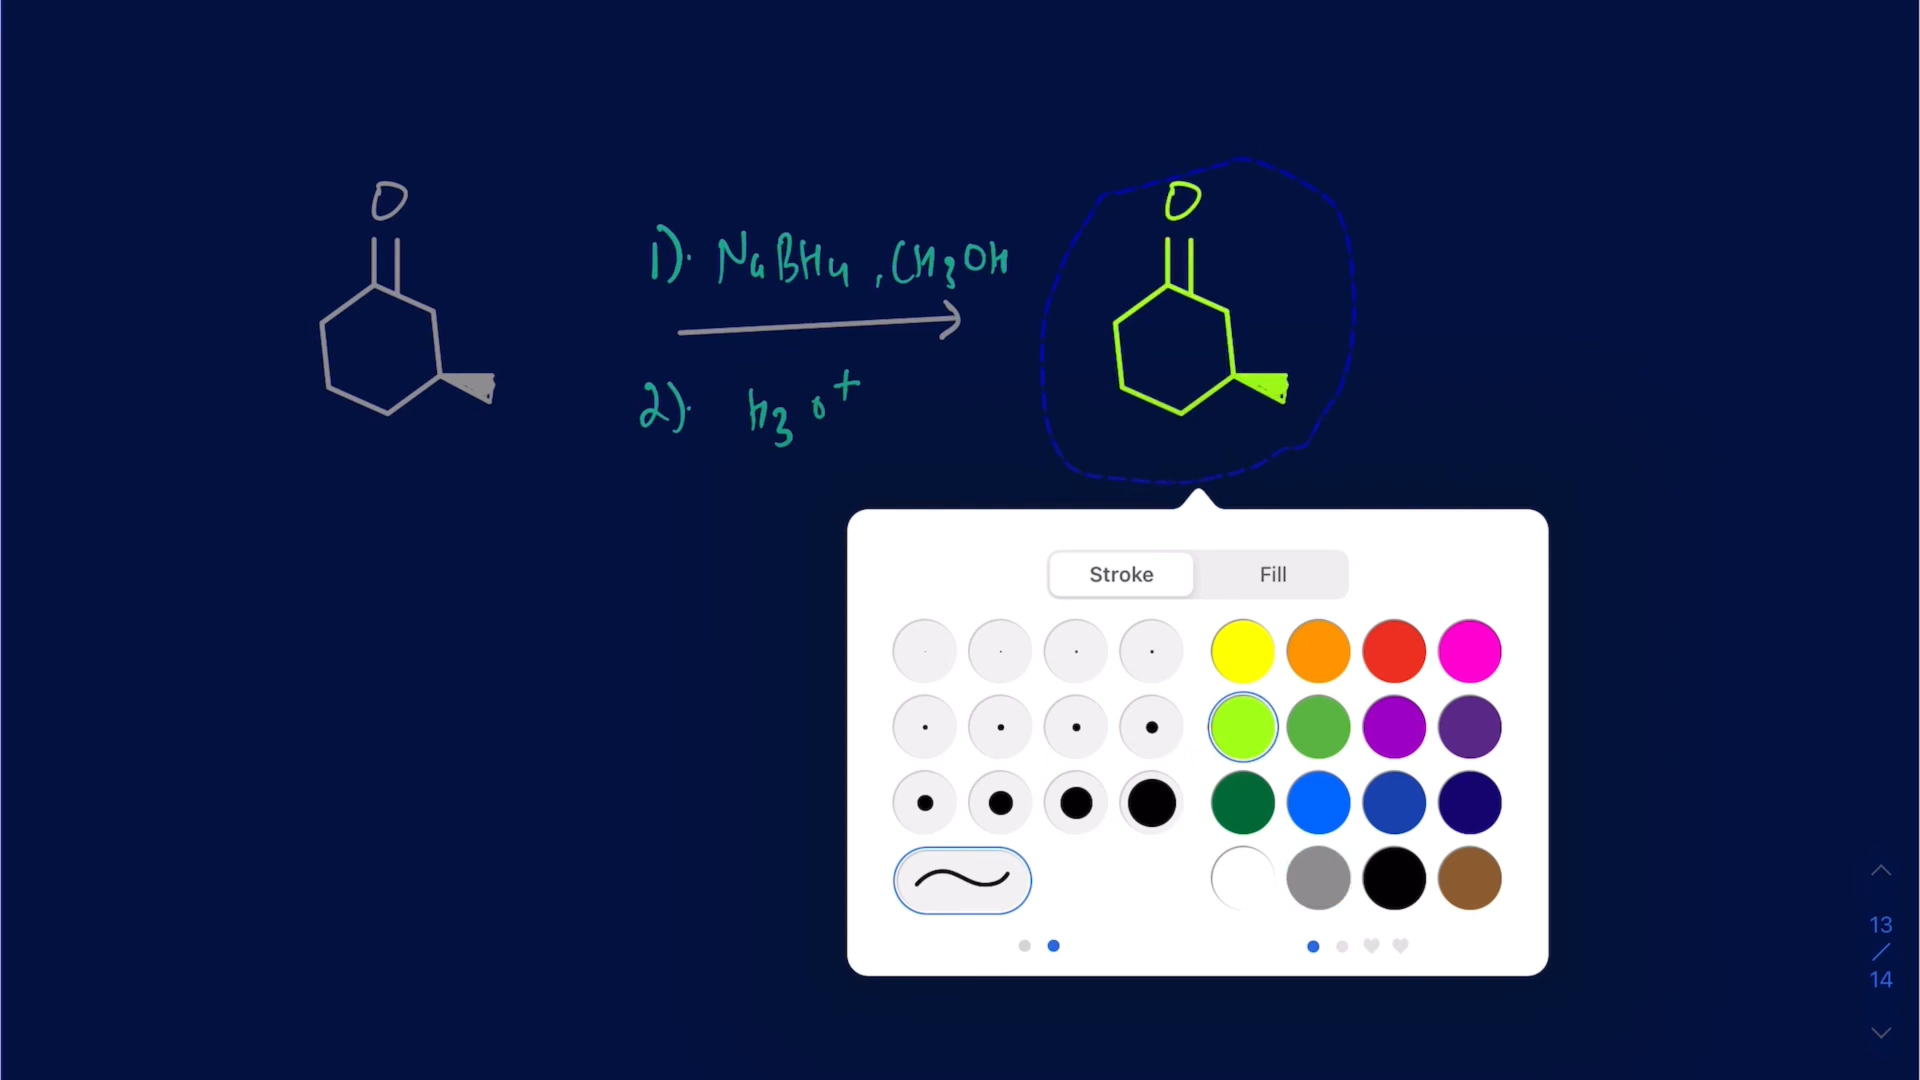 O
1). NaBH4, CH3OH
2). H3O+
O
Stroke Fill
13
/
14